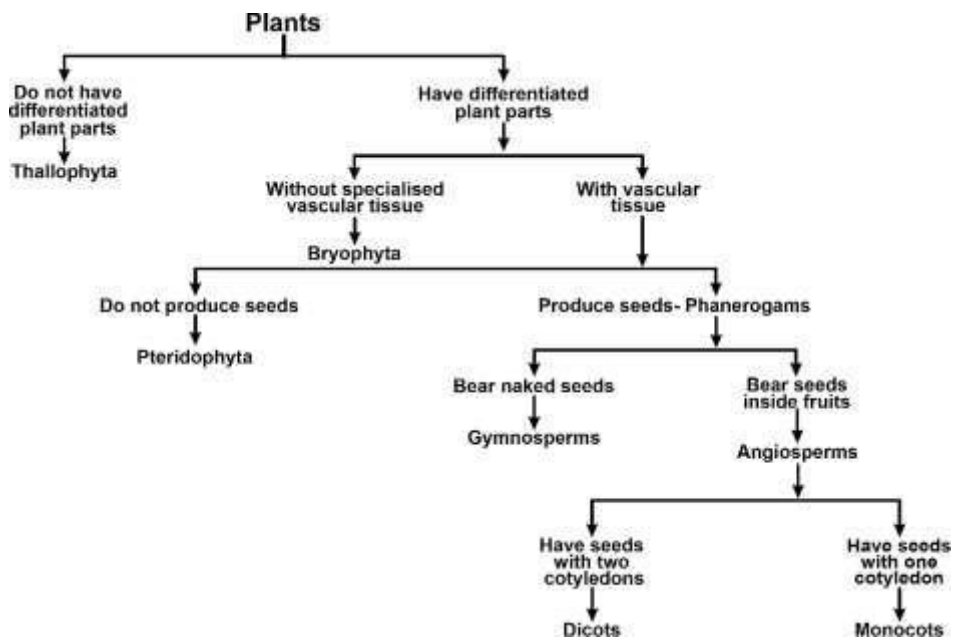 Plants
Do not have
differentiated
plant parts
Have differentiated
plant parts
Thallophyta
Without specialised
vascular tissue
With vascular
tissue
Bryophyta
Do not produce seeds
Produce seeds- Phanerogams
Pteridophyta
Bear naked seeds
Bear seeds
inside fruits
Gymnosperms
Angiosperms
Have seeds
with two
cotyledons
Have seeds
with one
cotyledon
Dicots
Monocots